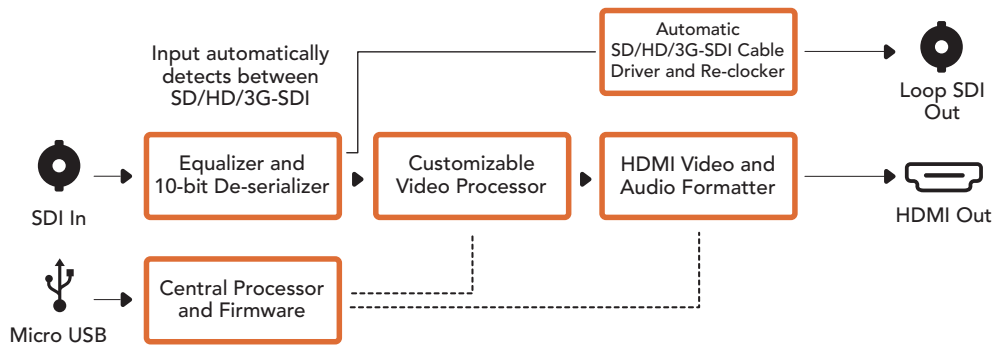 Input automatically
detects between
SD/HD/3G-SDI
Automatic
SD/HD/3G-SDI Cable
Driver and Re-clocker
Loop SDI
Out
SDI In
Equalizer and
10-bit De-serializer
Customizable
Video Processor
HDMI Video and
Audio Formatter
HDMI Out
Micro USB
Central Processor
and Firmware